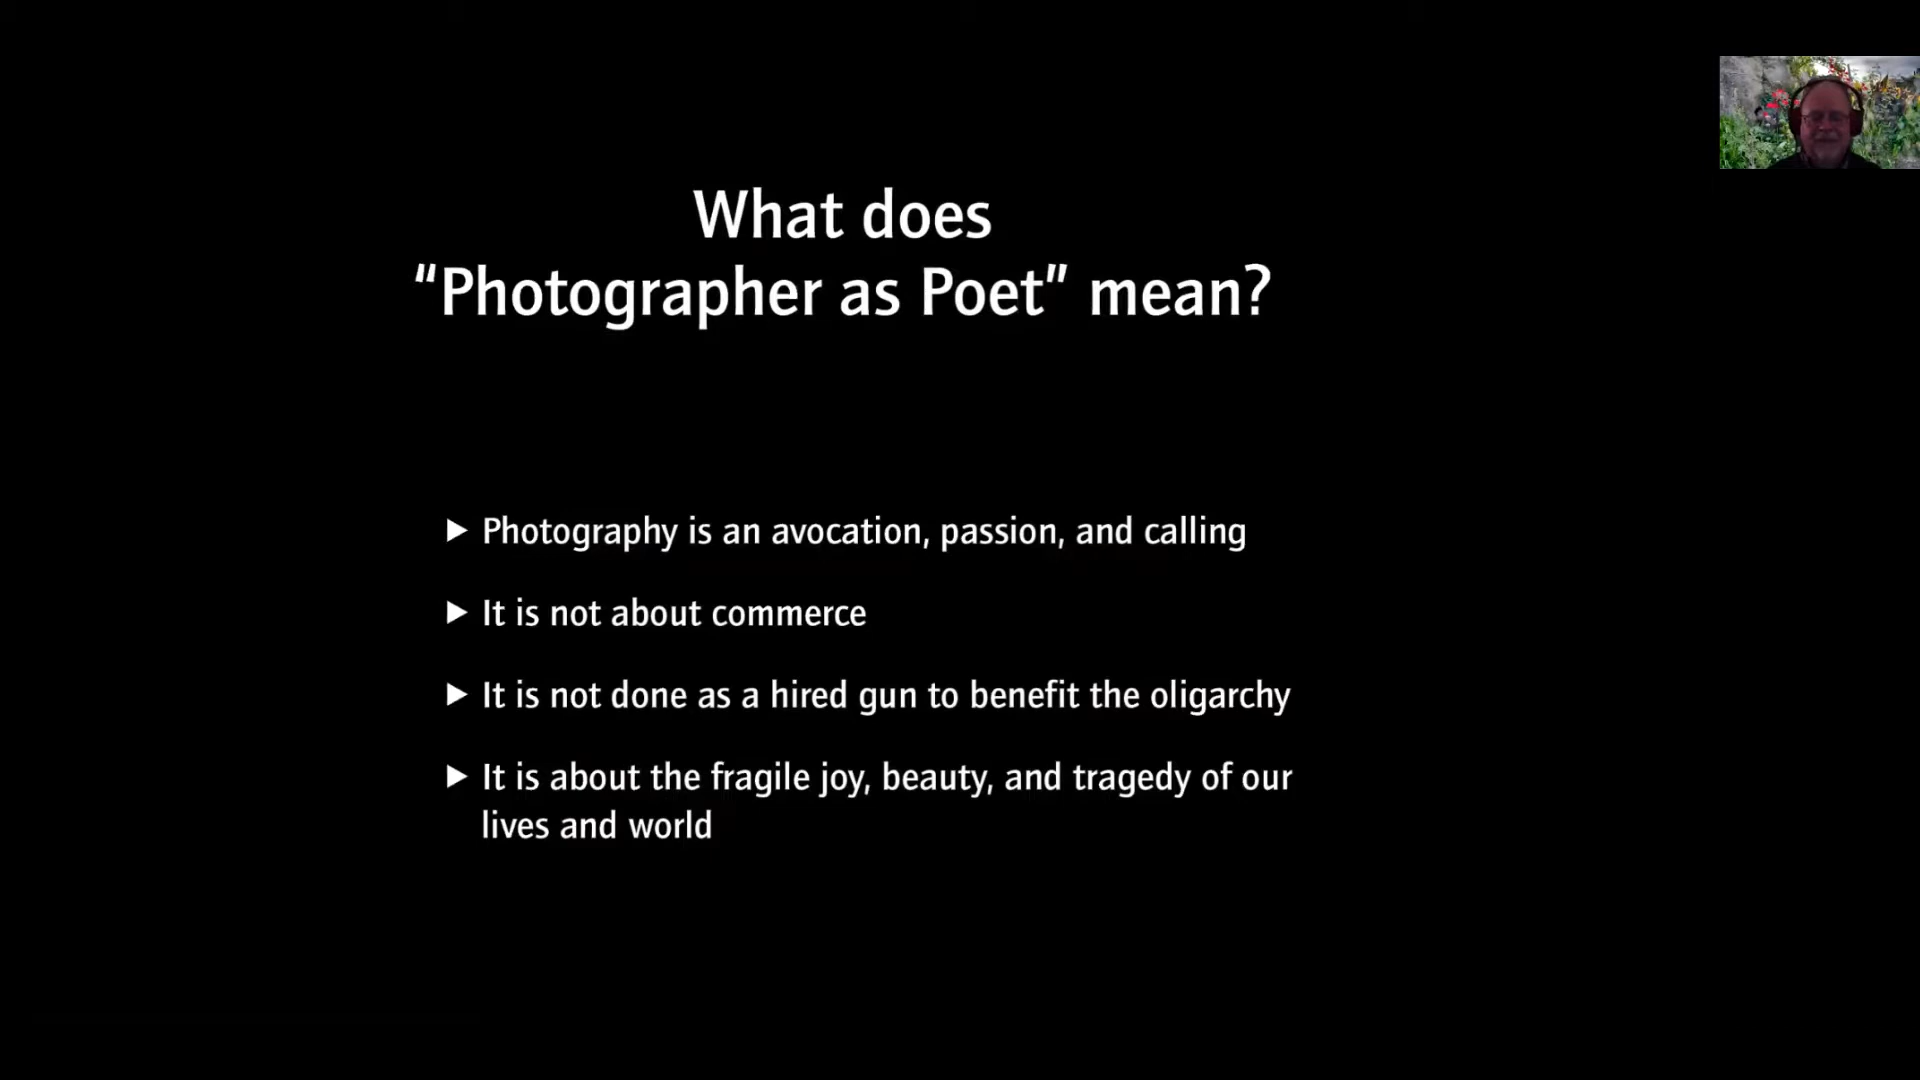 What does
“Photographer as Poet” mean?
▶ Photography is an avocation, passion, and calling
▶ It is not about commerce
▶ It is not done as a hired gun to benefit the oligarchy
▶ It is about the fragile joy, beauty, and tragedy of our
lives and world